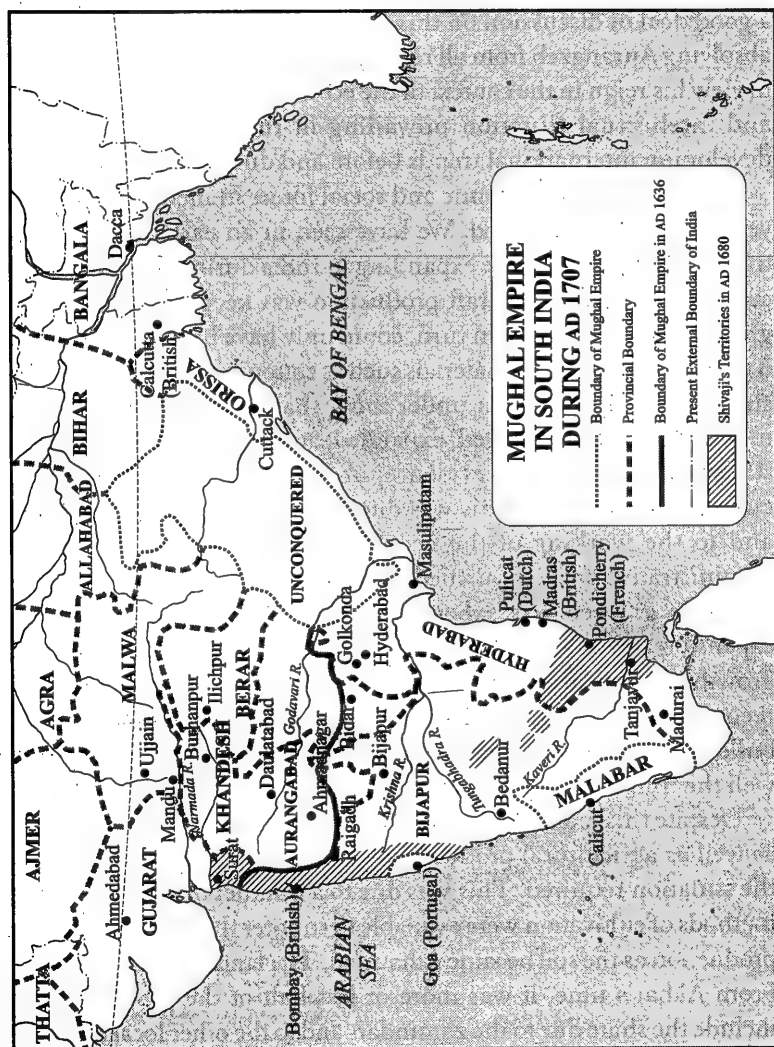 MUGHAL EMPIRE
IN SOUTH INDIA
DURING AD 1707
Boundary of Mughal Empire
Provincial Boundary
Boundary of Mughal Empire in AD 1636
Present External Boundary of India
Shivaji's Territories in AD 1680
THATTA
AJMER
AGRA
ALLAHABAD
BIHAR
BANGALA
Dacca
Ahmedabad
GUJARAT
Ujjain
MALWA
Mandu
Narmada R.
Burhanpur
Ilichpur
Calcutta
(British)
ORISSA
Cuttack
Surat
KHANDESH
BERAR
UNCONQUERED
BAY OF BENGAL
Daulatabad
Godavari R.
AURANGABAD
Ahmadnagar
Bombay (British)
ARABIAN
SEA
Raigadh
Bidar
Golkonda
Hyderabad
Masulipatam
Bijapur
Krishna R.
BIJAPUR
Goa (Portugal)
Tungabhadra R.
HYDERABAD
Pulicat
(Dutch)
Madras
(British)
Bedanur
Pondicherry
(French)
Kaveri R.
Tanjavur
Calicut
MALABAR
Madurai